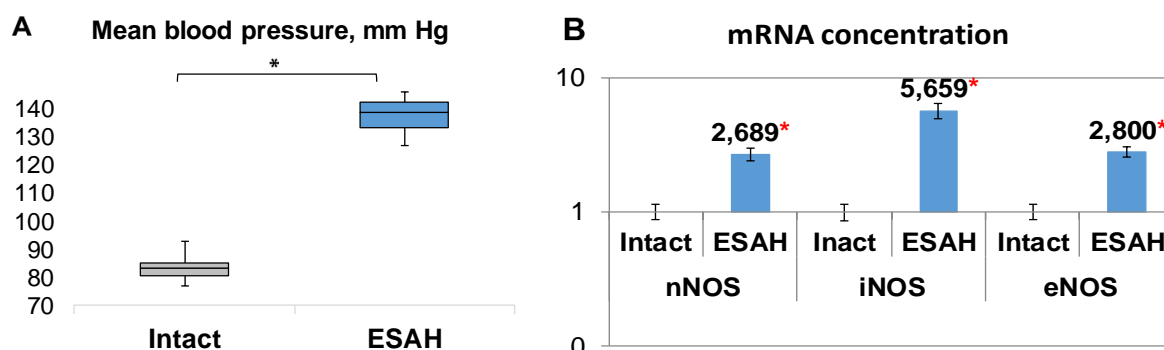 A
Mean blood pressure, mm Hg
*
140
130
120
110
100
90
80
70
Intact
ESAH
B
mRNA concentration
10
1
0
2,689*
5,659*
2,800*
Intact
ESAH
Inact
ESAH
Intact
ESAH
nNOS
iNOS
eNOS